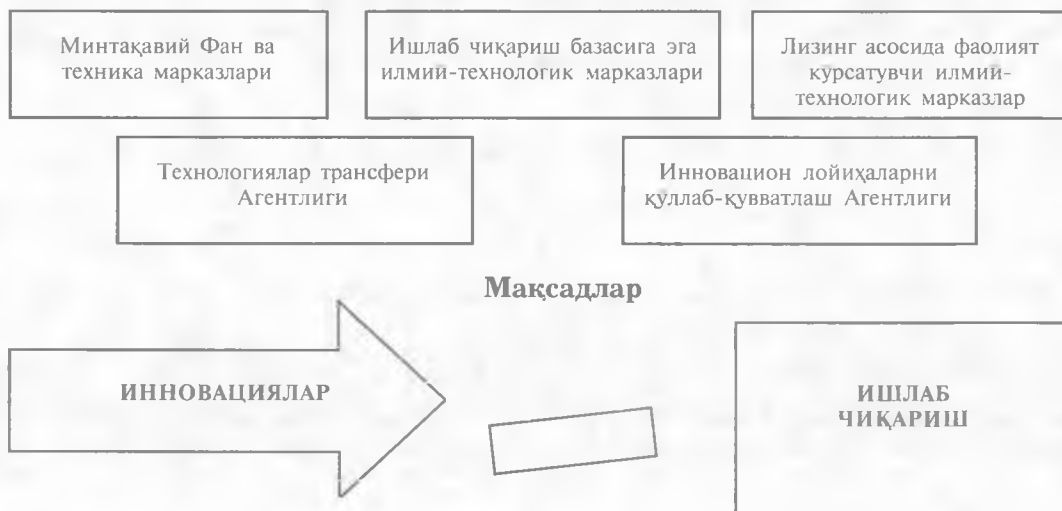 Минтақавий Фан ва
техника марказлари
Ишлаб чиқариш базасига эга
илмий-технологик марказлари
Лизинг асосида фаолият
кўрсатувчи илмий-
технологик марказлар
Технологиялар трансфери
Агентлиги
Инновацион лойиҳаларни
қуллаб-қувватлаш Агентлиги
Мақсадлар
ИННОВАЦИЯЛАР
ИШЛАБ
ЧИҚАРИШ